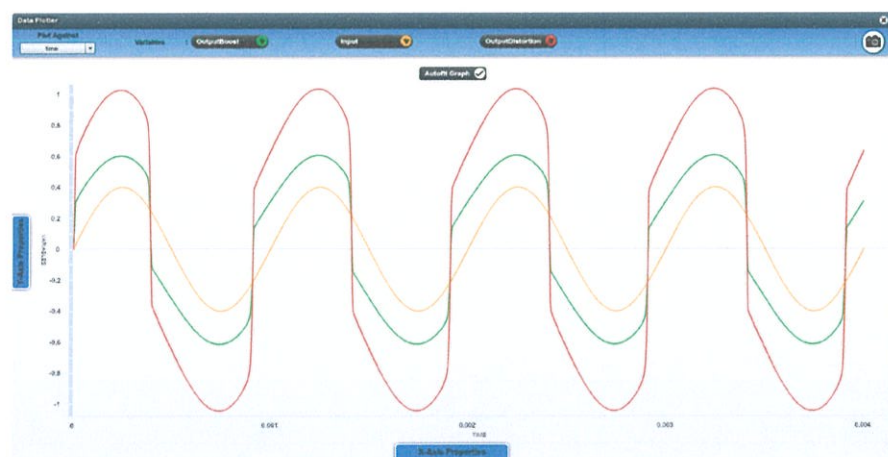 Data Plotter
Plot Against
time
Variables :
OutputBoost
Input
OutputDistortion
Autofit Graph
1
0.8
0.6
0.4
0.2
0
-0.2
-0.4
-0.6
-0.8
-1
Y-Axis Properties
0
0.001
0.002
0.003
0.004
TIME
X-Axis Properties